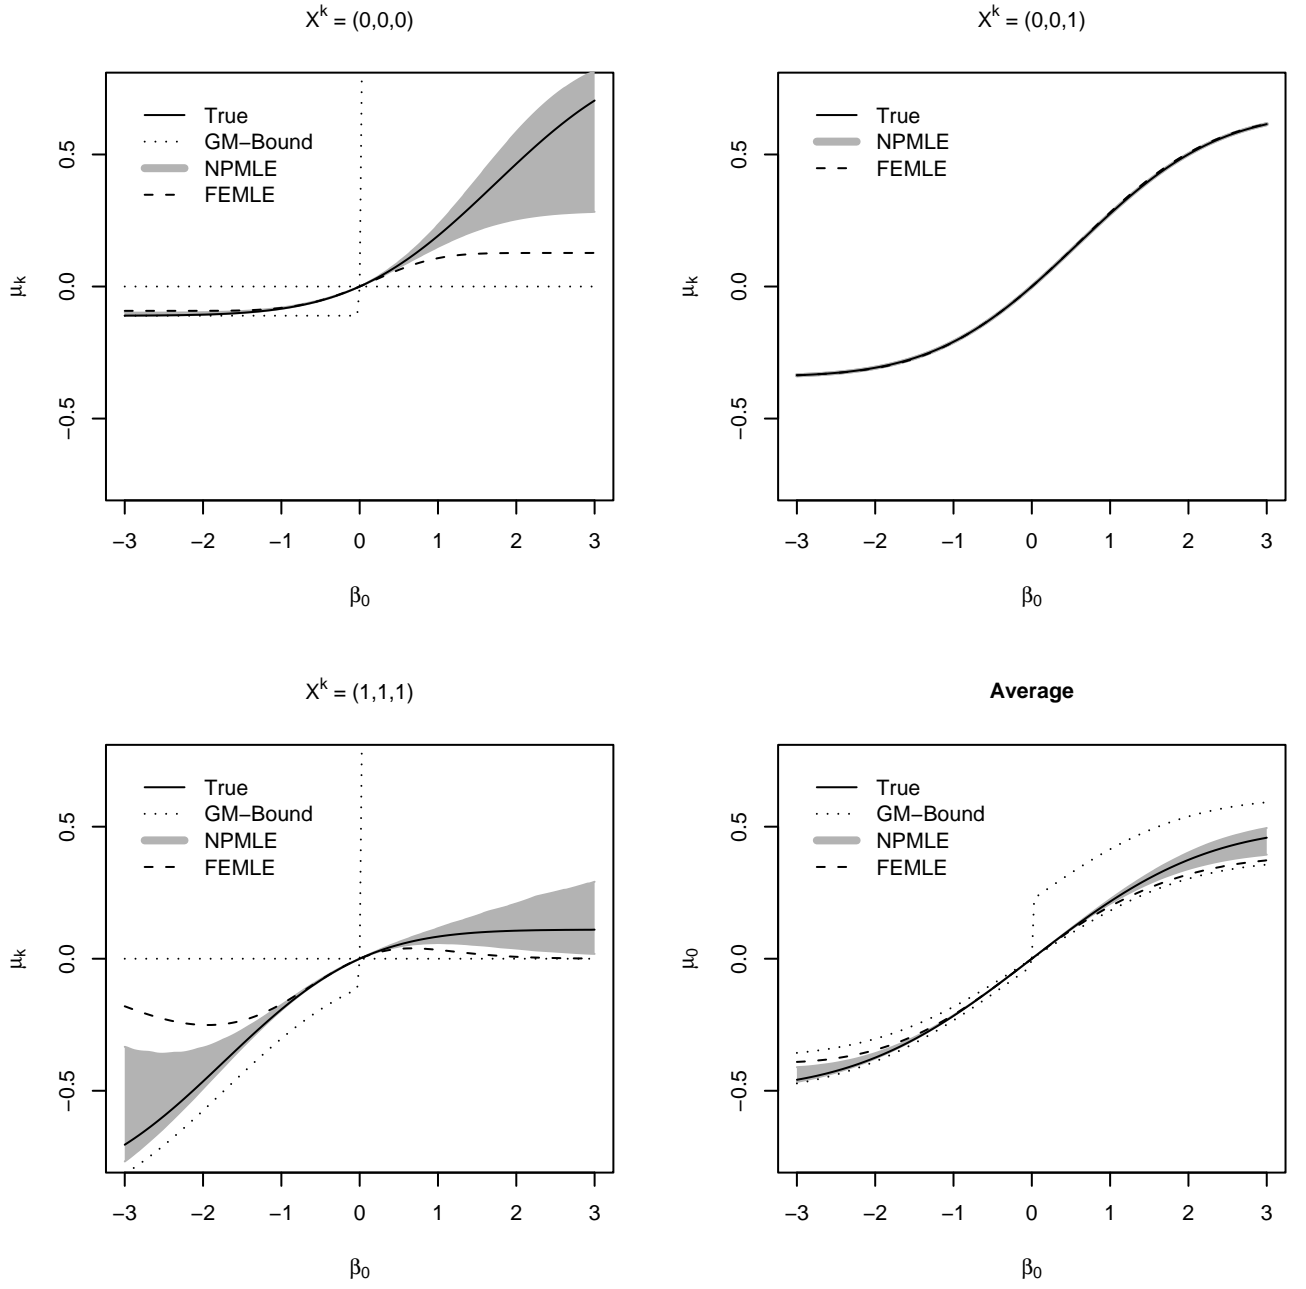 X^k = (0,0,0)
True
GM−Bound
NPMLE
FEMLE
0.5
0.0
−0.5
μ_k
−3 −2 −1 0 1 2 3
β_0
X^k = (0,0,1)
True
NPMLE
FEMLE
0.5
0.0
−0.5
μ_k
−3 −2 −1 0 1 2 3
β_0
X^k = (1,1,1)
True
GM−Bound
NPMLE
FEMLE
0.5
0.0
−0.5
μ_k
−3 −2 −1 0 1 2 3
β_0
Average
True
GM−Bound
NPMLE
FEMLE
0.5
0.0
−0.5
μ_0
−3 −2 −1 0 1 2 3
β_0